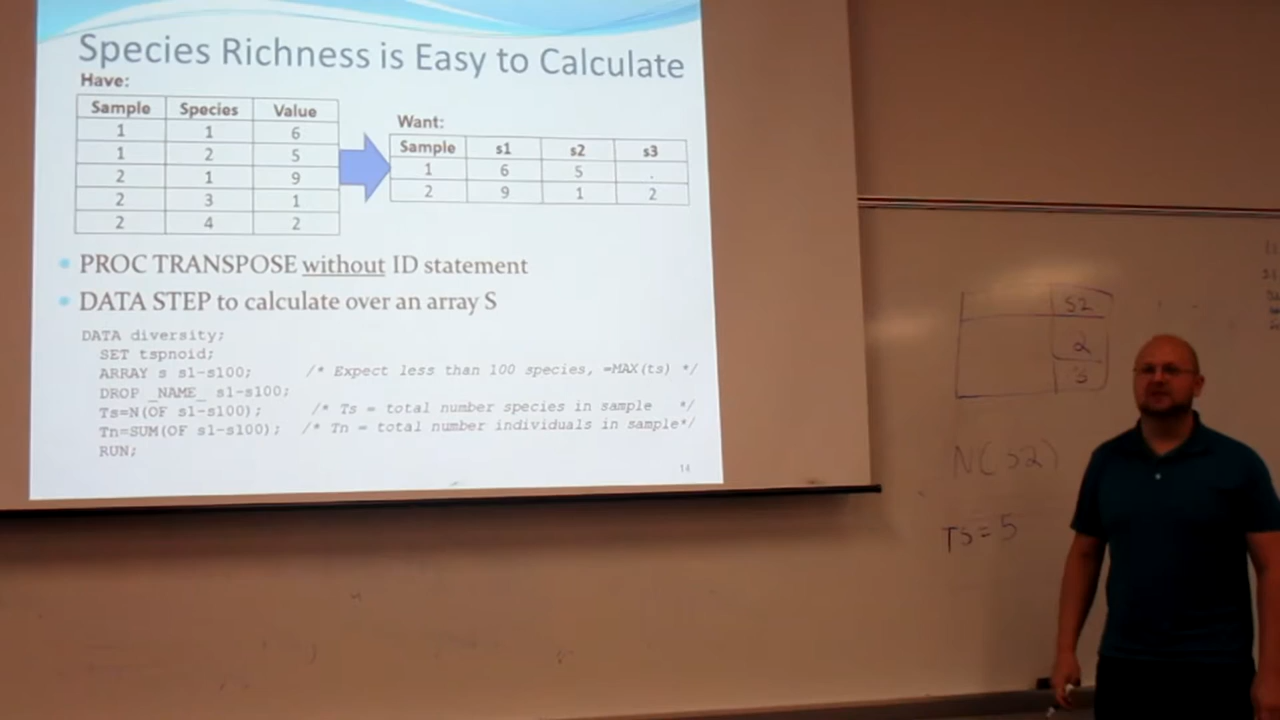 Species Richness is Easy to Calculate
Have:
Sample Species Value
1 1 6
1 2 5
2 1 9
2 3 1
2 4 2
Want:
Sample s1 s2 s3
1 6 5 .
2 9 1 2
PROC TRANSPOSE without ID statement
DATA STEP to calculate over an array S
DATA diversity;
SET tspnoid;
ARRAY s s1-s100; /* Expect less than 100 species, =MAX(ts) */
DROP _NAME_ s1-s100;
Ts=N(OF s1-s100); /* Ts = total number species in sample */
Tn=SUM(OF s1-s100); /* Tn = total number individuals in sample*/
RUN;
14
S2
2
3
N(S2)
TS=5